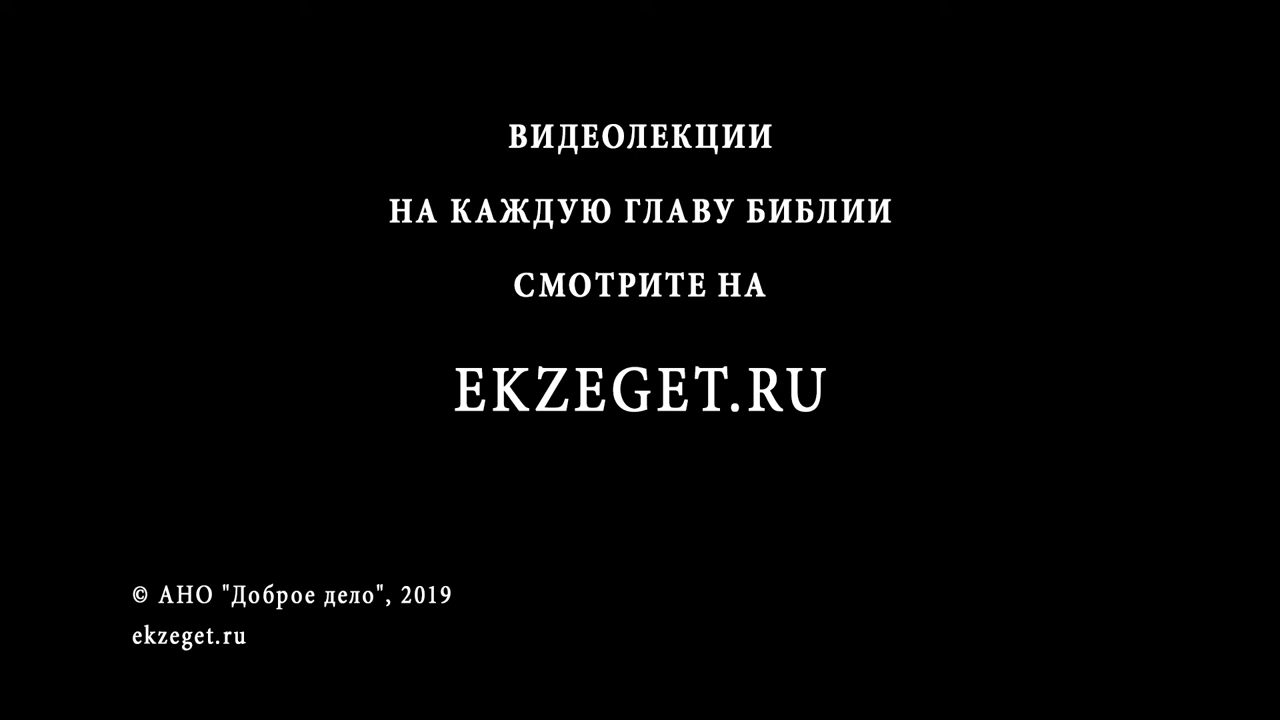 ВИДЕОЛЕКЦИИ
НА КАЖДУЮ ГЛАВУ БИБЛИИ
СМОТРИТЕ НА
EKZEGET.RU
© АНО "Доброе дело", 2019
ekzeget.ru